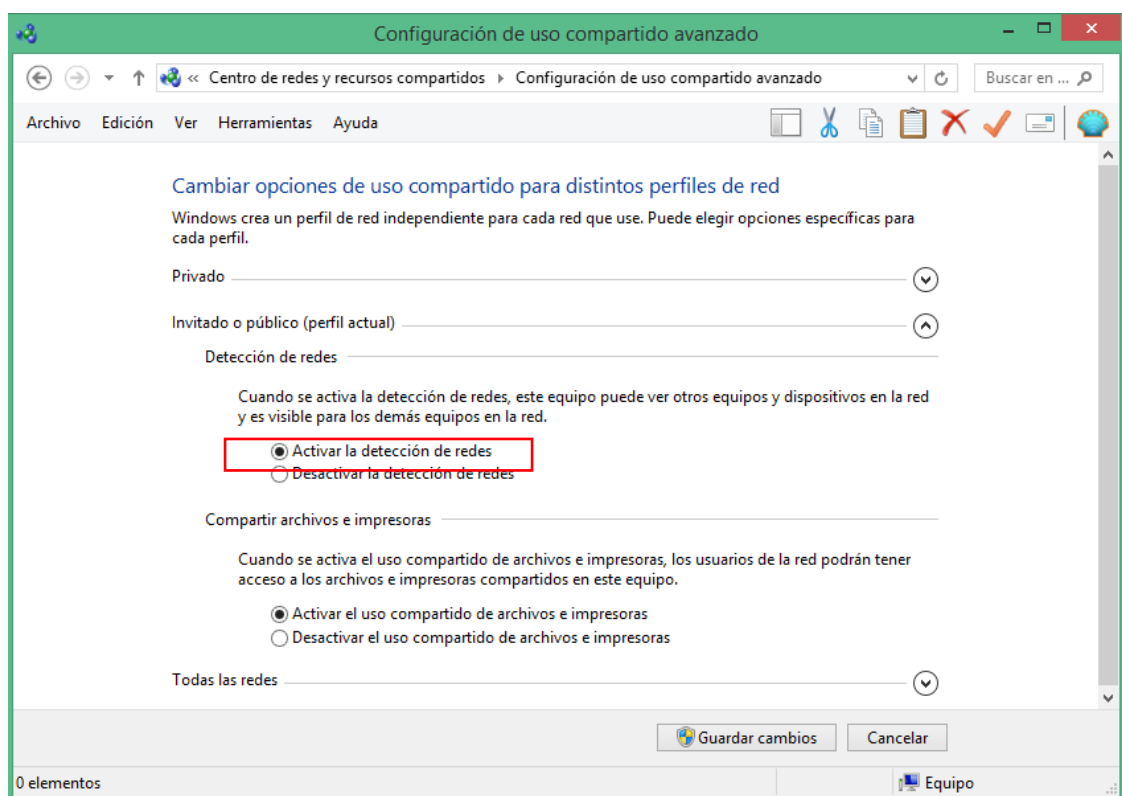 Configuración de uso compartido avanzado
« Centro de redes y recursos compartidos Configuración de uso compartido avanzado Buscar en ...
Archivo Edición Ver Herramientas Ayuda
Cambiar opciones de uso compartido para distintos perfiles de red
Windows crea un perfil de red independiente para cada red que use. Puede elegir opciones específicas para
cada perfil.
Privado
Invitado o público (perfil actual)
Detección de redes
Cuando se activa la detección de redes, este equipo puede ver otros equipos y dispositivos en la red
y es visible para los demás equipos en la red.
Activar la detección de redes
Desactivar la detección de redes
Compartir archivos e impresoras
Cuando se activa el uso compartido de archivos e impresoras, los usuarios de la red podrán tener
acceso a los archivos e impresoras compartidos en este equipo.
Activar el uso compartido de archivos e impresoras
Desactivar el uso compartido de archivos e impresoras
Todas las redes
Guardar cambios Cancelar
0 elementos Equipo